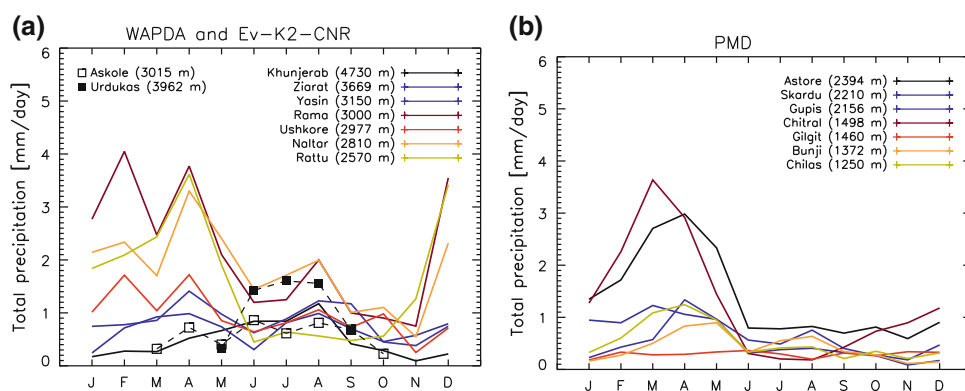 (a) WAPDA and Ev-K2-CNR
Total precipitation [mm/day]
6
5
4
3
2
1
0
Askole (3015 m)
Urdukas (3962 m)
Khunjerab (4730 m)
Ziarat (3669 m)
Yasin (3150 m)
Rama (3000 m)
Ushkore (2977 m)
Naltar (2810 m)
Rattu (2570 m)
J F M A M J J A S O N D
(b) PMD
Total precipitation [mm/day]
6
5
4
3
2
1
0
Astore (2394 m)
Skardu (2210 m)
Gupis (2156 m)
Chitral (1498 m)
Gilgit (1460 m)
Bunji (1372 m)
Chilas (1250 m)
J F M A M J J A S O N D